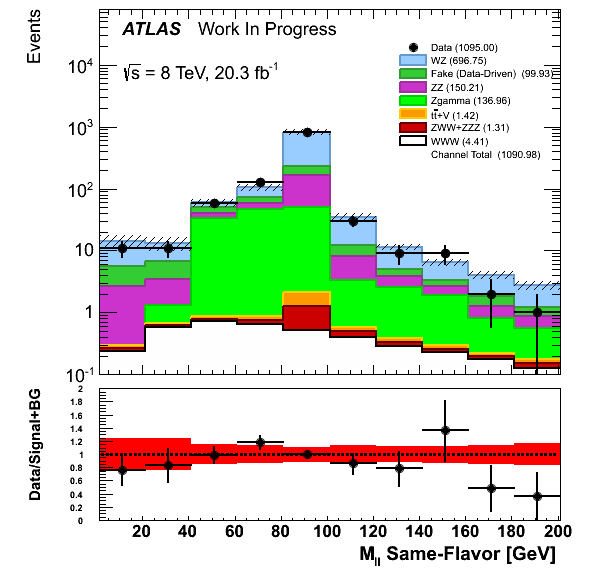 Events
ATLAS Work In Progress
√s = 8 TeV, 20.3 fb⁻¹
Data (1095.00)
WZ (696.75)
Fake (Data-Driven) (99.93)
ZZ (150.21)
Zgamma (136.96)
tt̄+V (1.42)
ZWW+ZZZ (1.31)
WWW (4.41)
Channel Total (1090.98)
10⁴
10³
10²
10
1
10⁻¹
Data/Signal+BG
2
1.8
1.6
1.4
1.2
1
0.8
0.6
0.4
0.2
0
20 40 60 80 100 120 140 160 180 200
M_ll Same-Flavor [GeV]